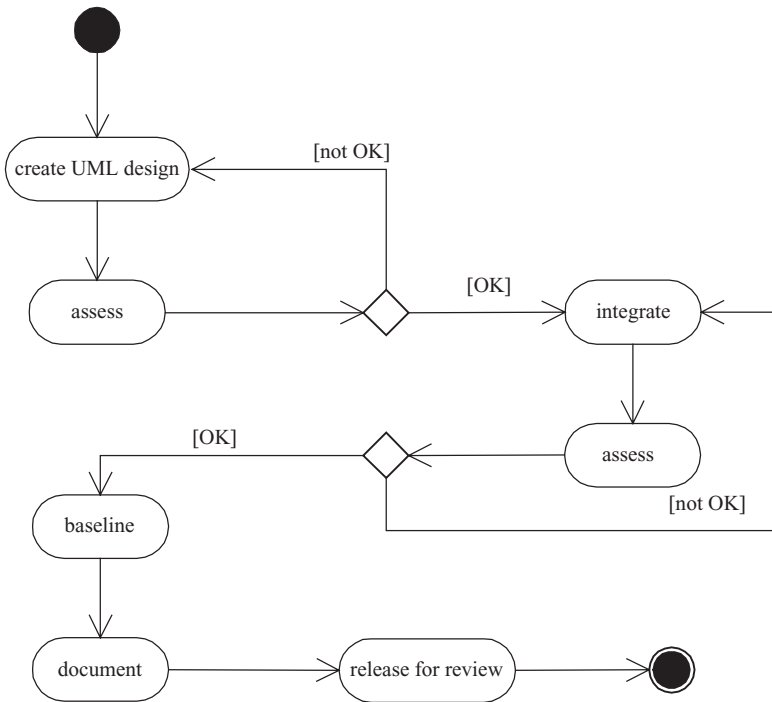 [not OK]
create UML design
[OK]
assess
integrate
[OK]
assess
[not OK]
baseline
document
release for review